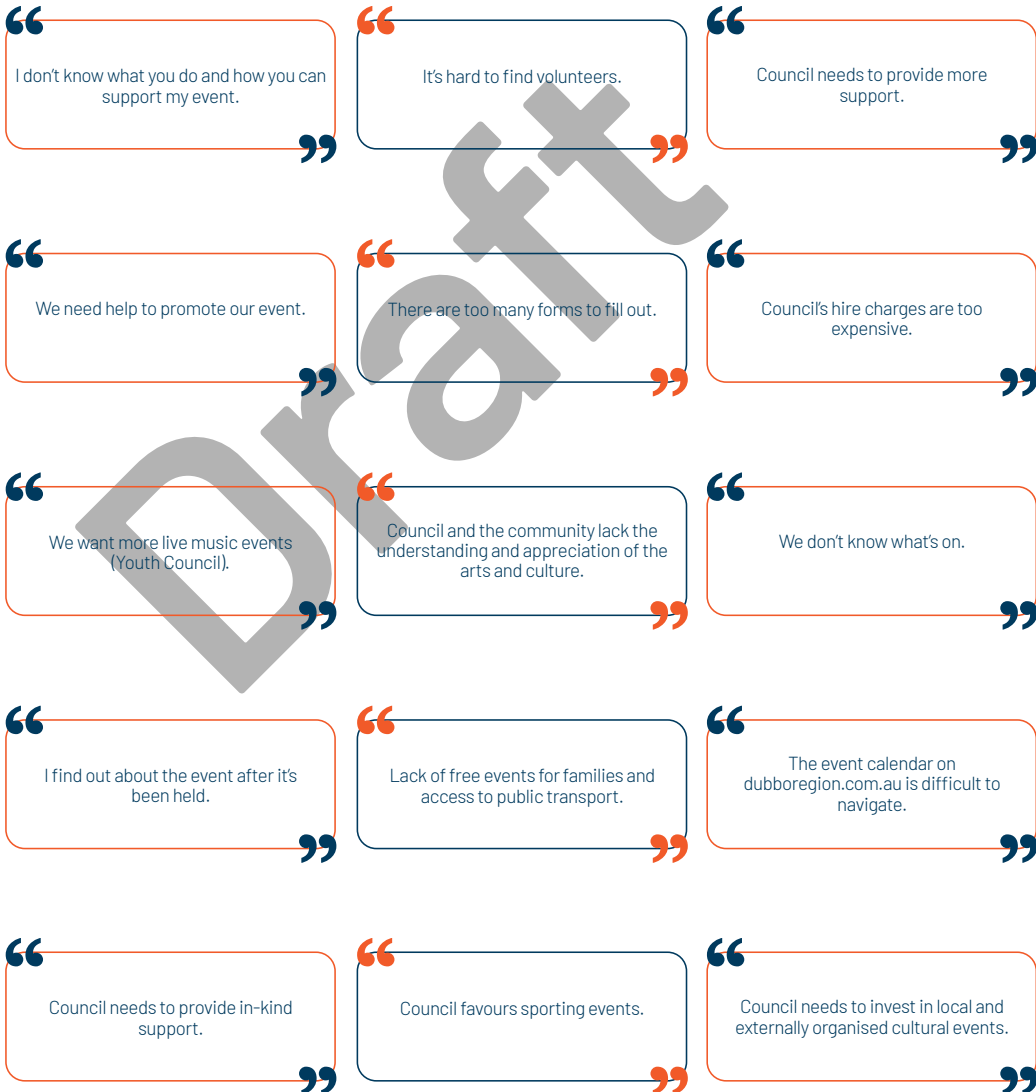 I don't know what you do and how you can
support my event.
It's hard to find volunteers.
Council needs to provide more
support.
We need help to promote our event.
There are too many forms to fill out.
Council's hire charges are too
expensive.
We want more live music events
(Youth Council).
Council and the community lack the
understanding and appreciation of the
arts and culture.
We don't know what's on.
I find out about the event after it's
been held.
Lack of free events for families and
access to public transport.
The event calendar on
dubboregion.com.au is difficult to
navigate.
Council needs to provide in-kind
support.
Council favours sporting events.
Council needs to invest in local and
externally organised cultural events.
Draft